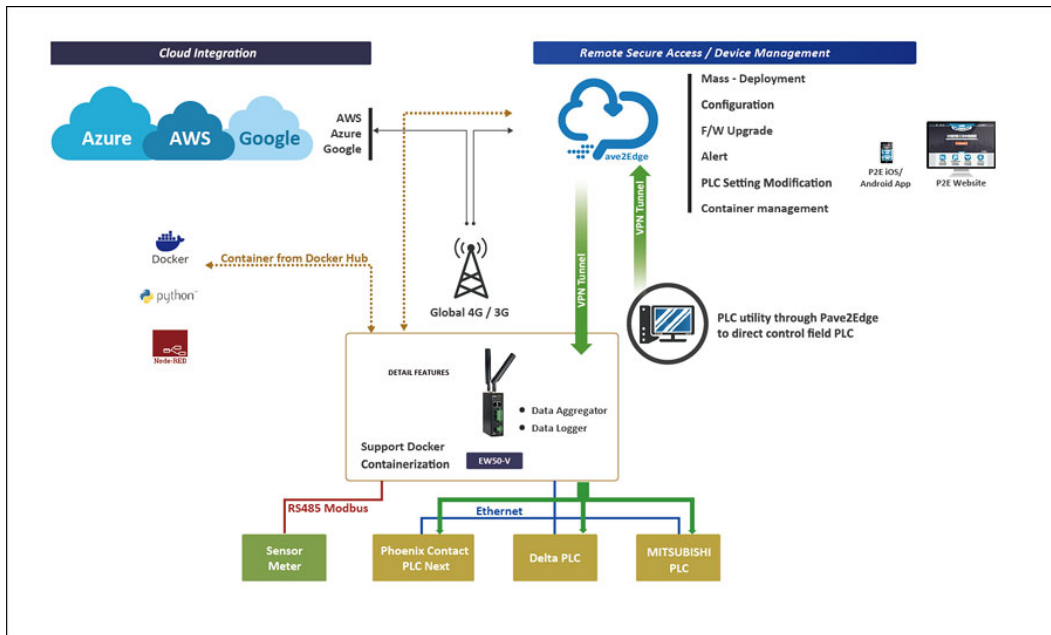 Cloud Integration
Remote Secure Access / Device Management
Azure
AWS
Google
AWS
Azure
Google
ave2Edge
Mass - Deployment
Configuration
F/W Upgrade
Alert
PLC Setting Modification
Container management
P2E iOS/
Android App
P2E Website
VPN Tunnel
VPN Tunnel
Docker
Container from Docker Hub
python™
Node-RED
Global 4G / 3G
PLC utility through Pave2Edge
to direct control field PLC
DETAIL FEATURES
Data Aggregator
Data Logger
Support Docker
Containerization
EW50-V
RS485 Modbus
Ethernet
Sensor
Meter
Phoenix Contact
PLC Next
Delta PLC
MITSUBISHI
PLC